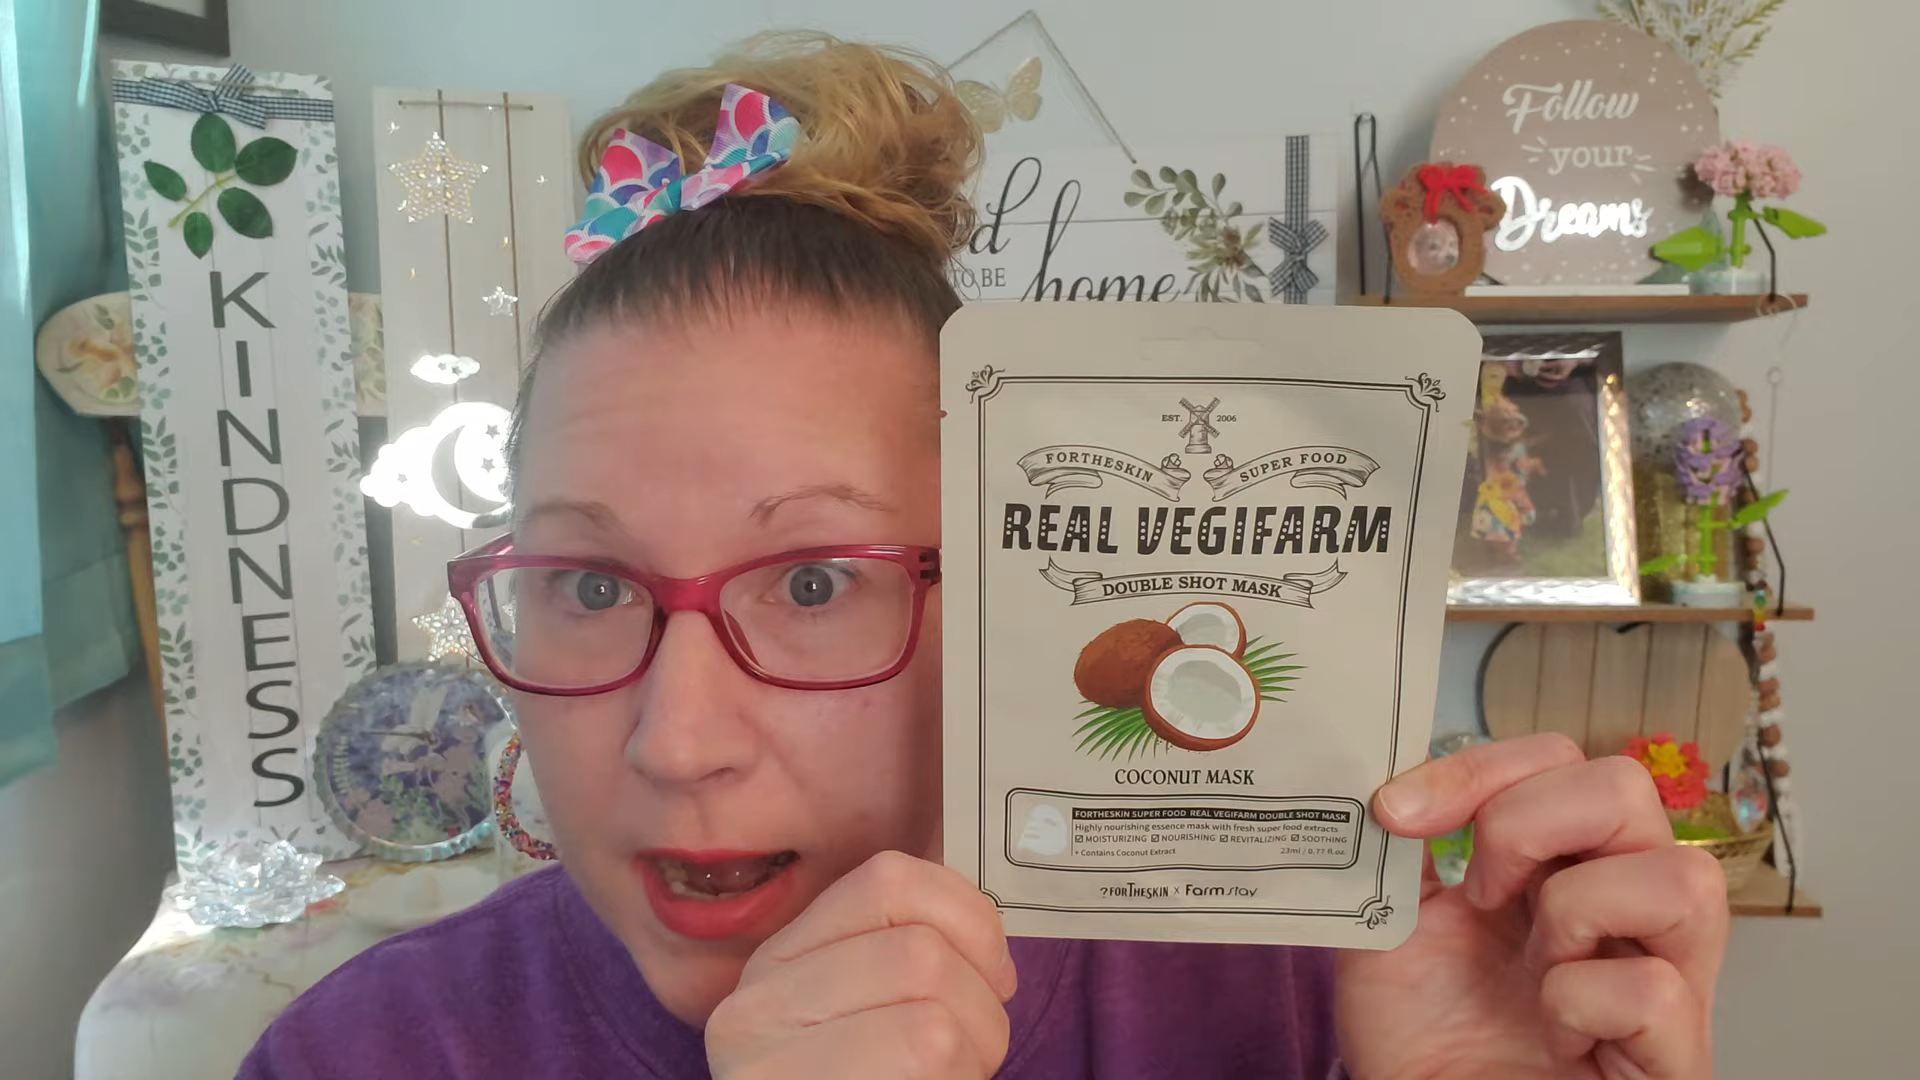 KINDNESS
d
TO BE
home
Follow
your
Dreams
EST. 2006
FORTHESKIN SUPER FOOD
REAL VEGIFARM
DOUBLE SHOT MASK
COCONUT MASK
FORTHESKIN SUPER FOOD REAL VEGIFARM DOUBLE SHOT MASK
Highly nourishing essence mask with fresh super food extracts
☑ MOISTURIZING ☑ NOURISHING ☑ REVITALIZING ☑ SOOTHING
+ Contains Coconut Extract 23ml / 0.77 fl.oz.
?FORTHESKIN x Farmstay